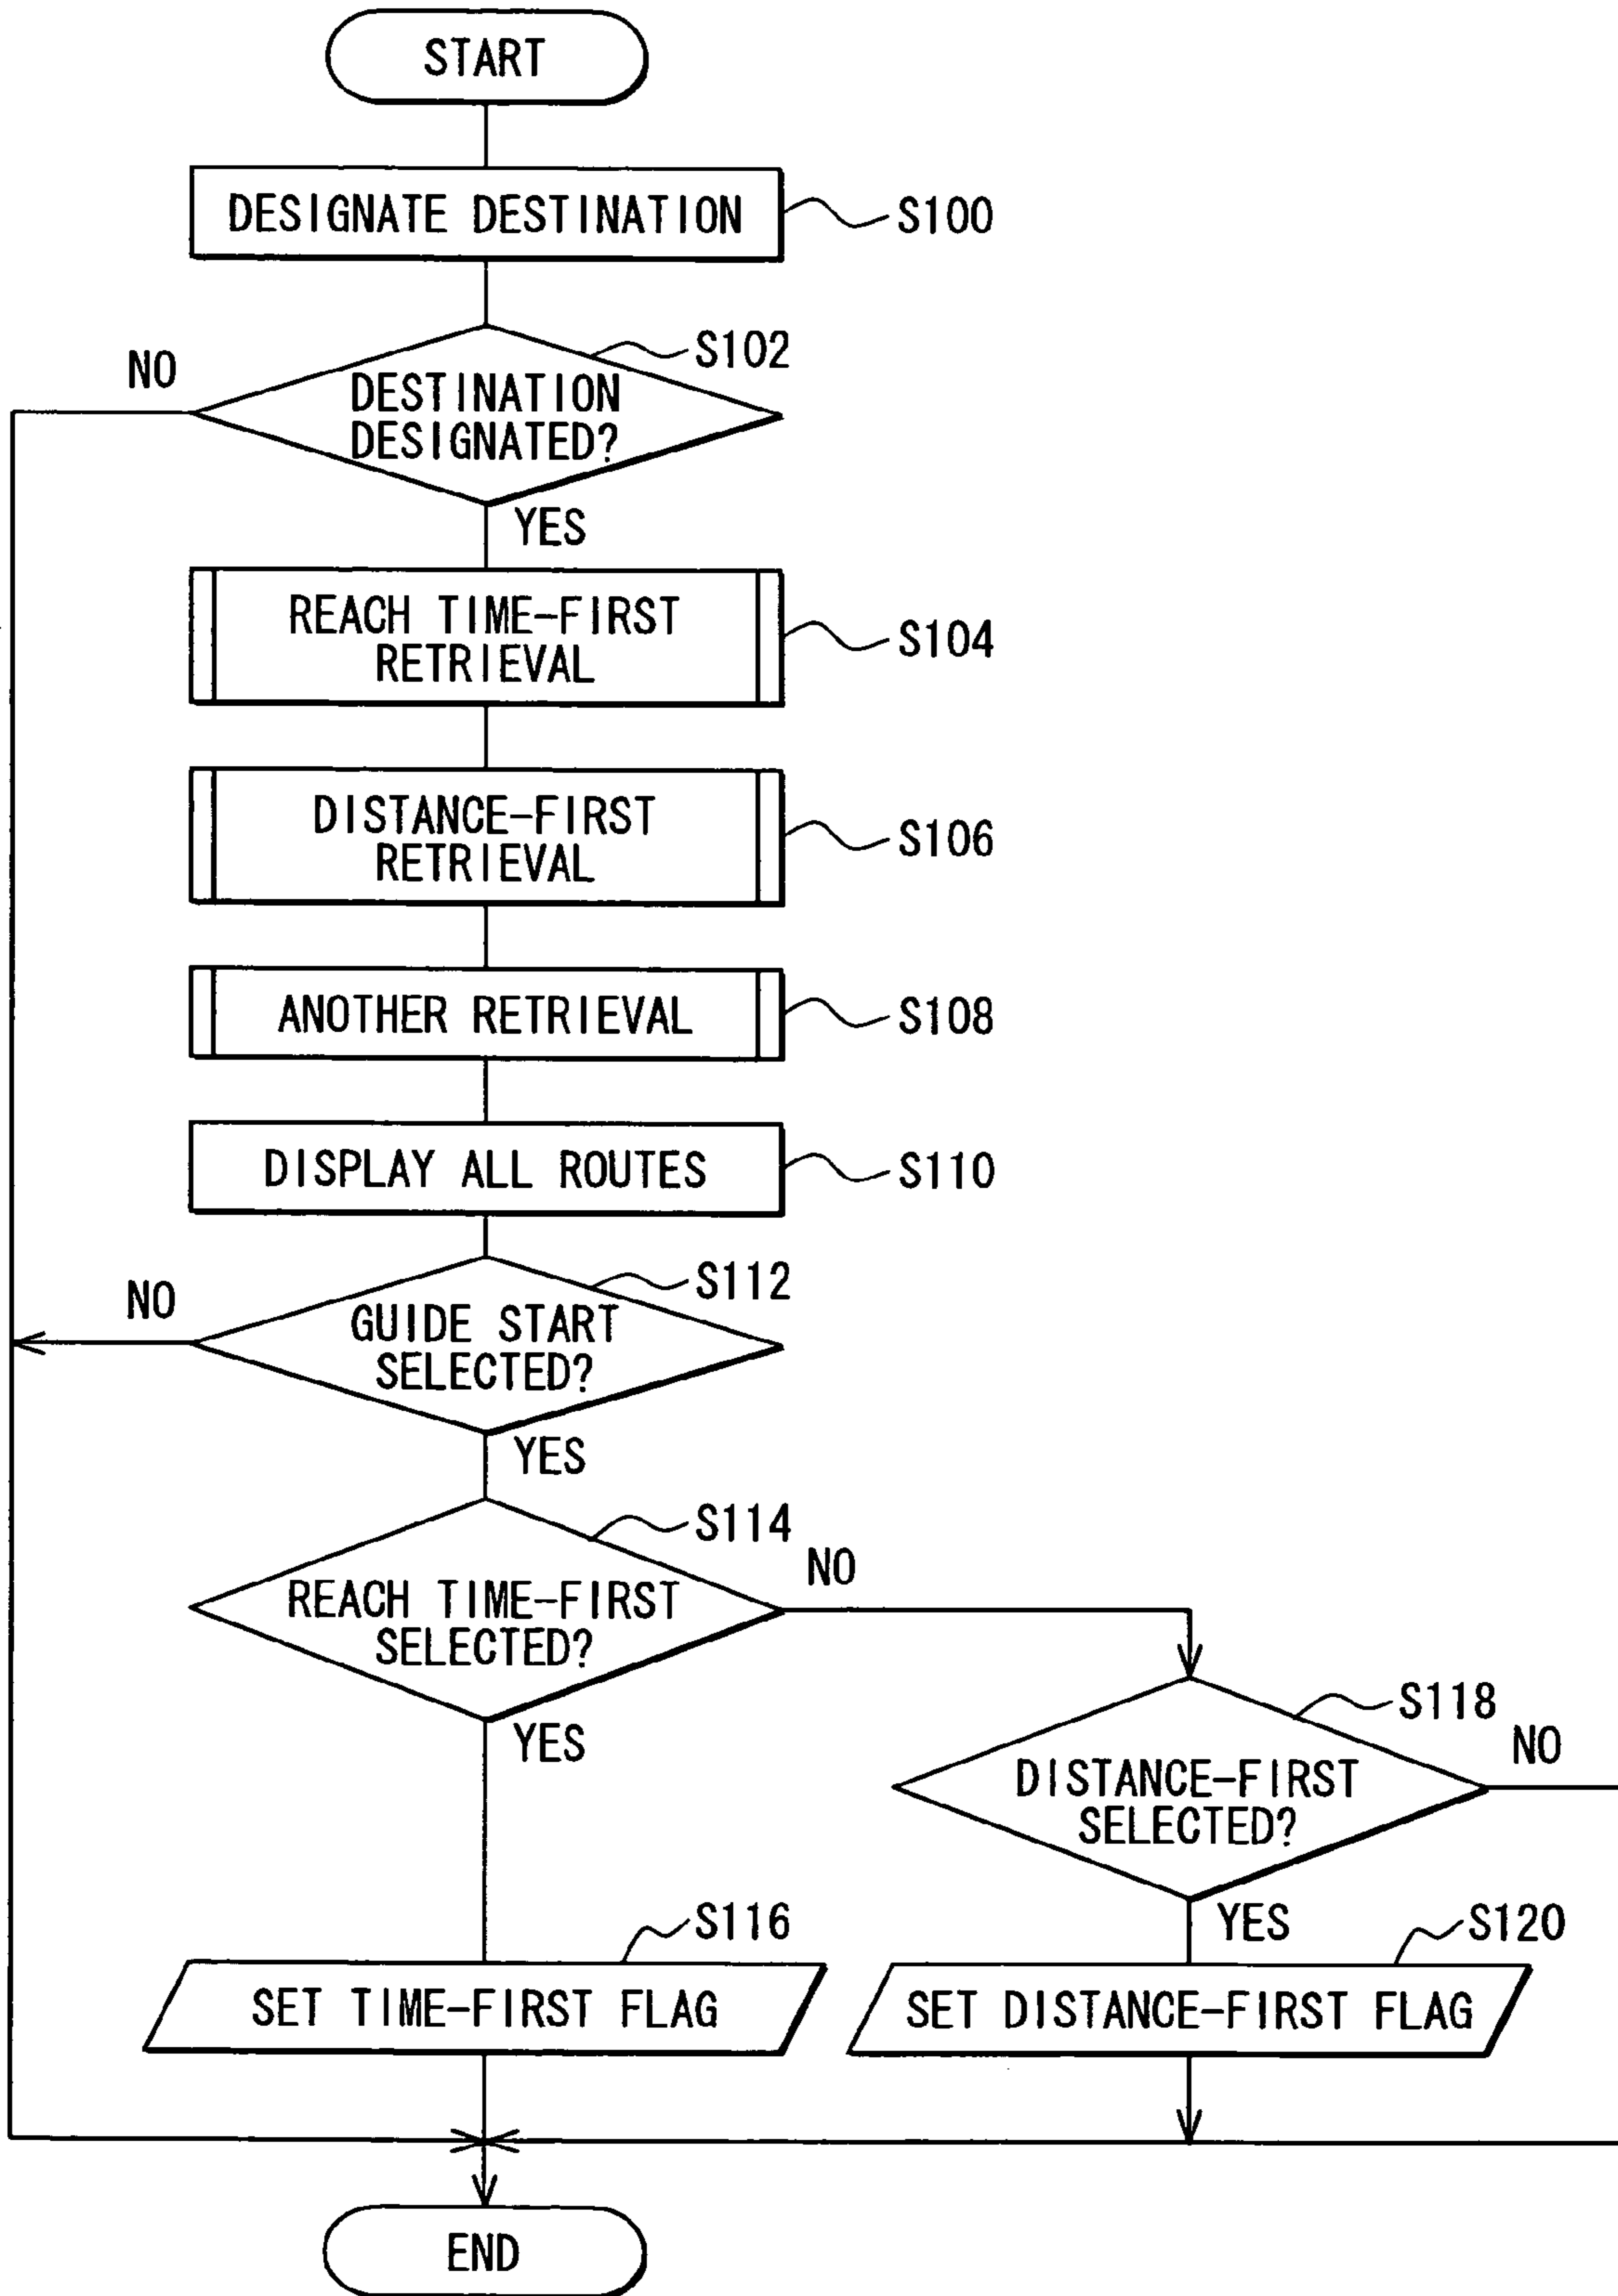 START
DESIGNATE DESTINATION
S100
S102
NO
DESTINATION
DESIGNATED?
YES
REACH TIME-FIRST
RETRIEVAL
S104
DISTANCE-FIRST
RETRIEVAL
S106
ANOTHER RETRIEVAL
S108
DISPLAY ALL ROUTES
S110
S112
NO
GUIDE START
SELECTED?
YES
S114
NO
REACH TIME-FIRST
SELECTED?
YES
S118
NO
DISTANCE-FIRST
SELECTED?
YES
S116
SET TIME-FIRST FLAG
S120
SET DISTANCE-FIRST FLAG
END